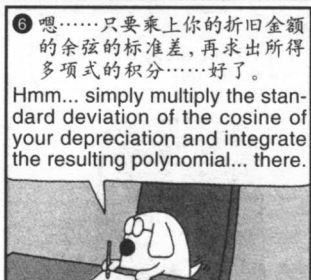 ❻ 嗯……只要乘上你的折旧金额
的余弦的标准差,再求出所得
多项式的积分……好了。
Hmm... simply multiply the stan-
dard deviation of the cosine of
your depreciation and integrate
the resulting polynomial... there.